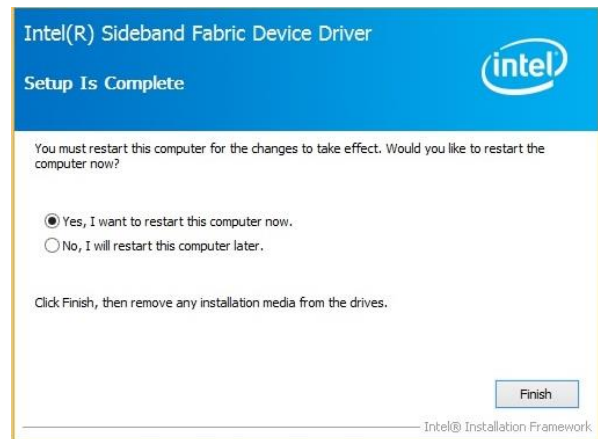 Intel(R) Sideband Fabric Device Driver
intel
Setup Is Complete
You must restart this computer for the changes to take effect. Would you like to restart the
computer now?
Yes, I want to restart this computer now.
No, I will restart this computer later.
Click Finish, then remove any installation media from the drives.
Finish
Intel® Installation Framework